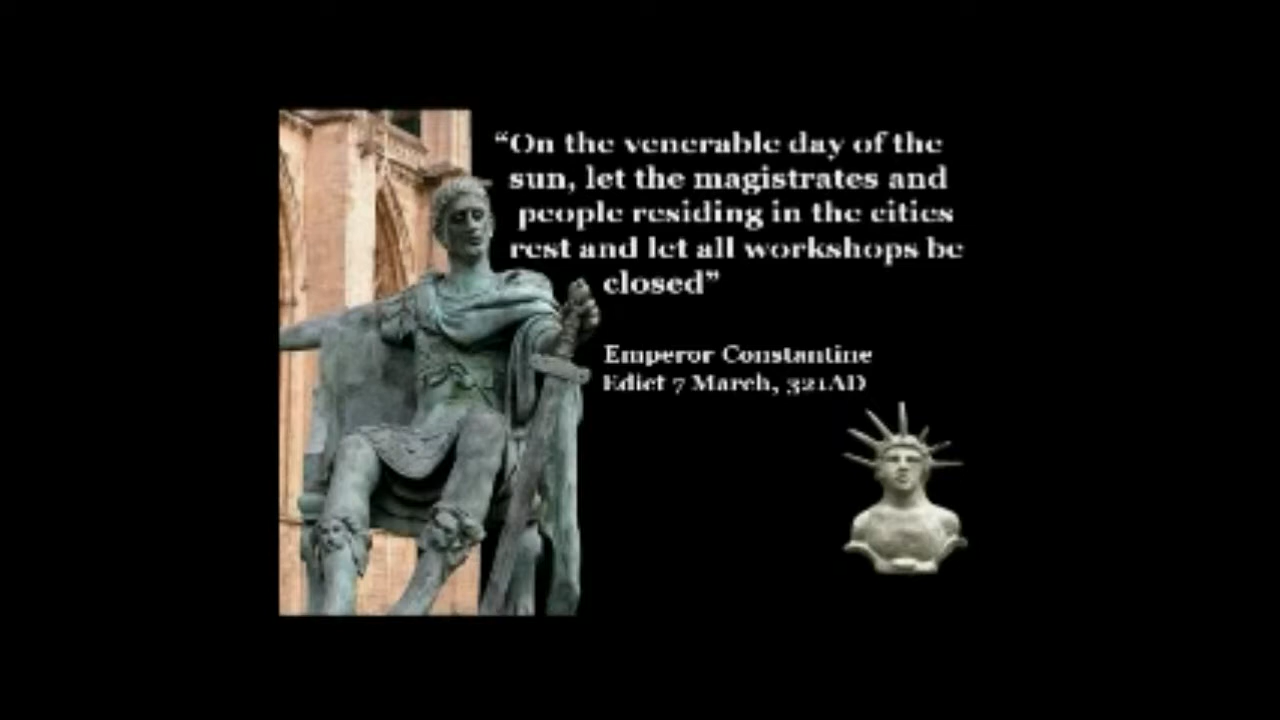 “On the venerable day of the
sun, let the magistrates and
people residing in the cities
rest and let all workshops be
closed”
Emperor Constantine
Edict 7 March, 321AD